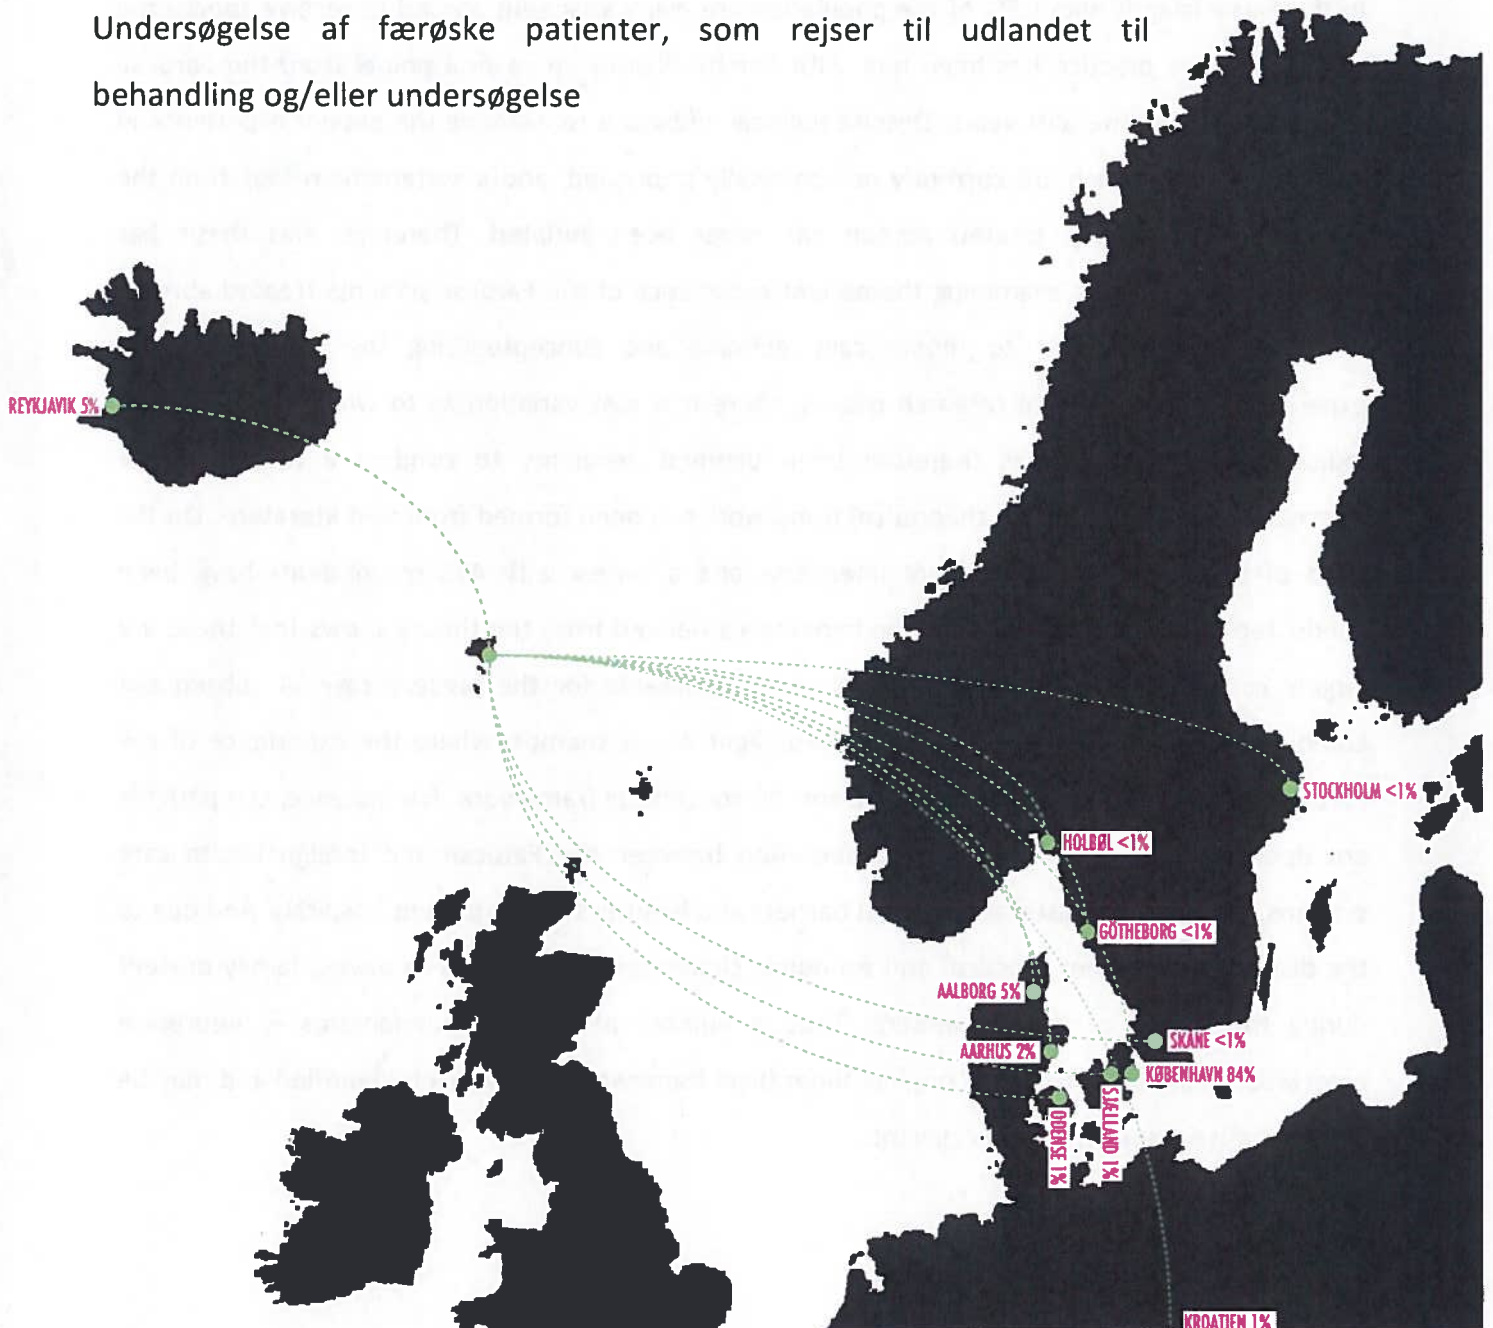 Undersøgelse af færøske patienter, som rejser til udlandet til
behandling og/eller undersøgelse
REYKJAVIK 5%
STOCKHOLM <1%
HOLBØL <1%
GÖTHEBORG <1%
AALBORG 5%
SKÅNE <1%
AARHUS 2%
KØBENHAVN 84%
SJÆLLAND 1%
ODENSE 1%
KROATIEN 1%